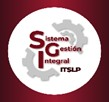 Sistema
Gestión
Integral
ITSLP